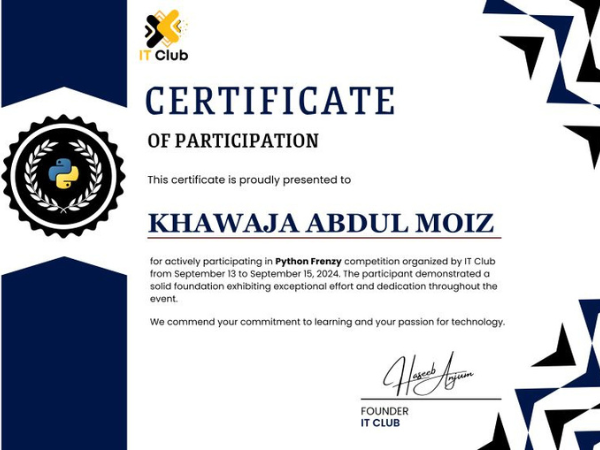 IT Club
CERTIFICATE
OF PARTICIPATION
This certificate is proudly presented to
KHAWAJA ABDUL MOIZ
for actively participating in Python Frenzy competition organized by IT Club
from September 13 to September 15, 2024. The participant demonstrated a
solid foundation exhibiting exceptional effort and dedication throughout the
event.
We commend your commitment to learning and your passion for technology.
Haseeb Anjum
FOUNDER
IT CLUB